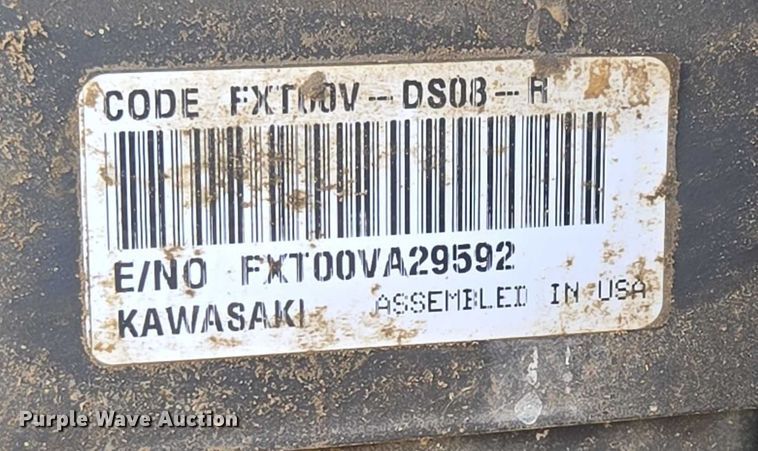 CODE FXT00V-DS08-R
E/NO FXT00VA29592
KAWASAKI ASSEMBLED IN USA
Purple Wave Auction